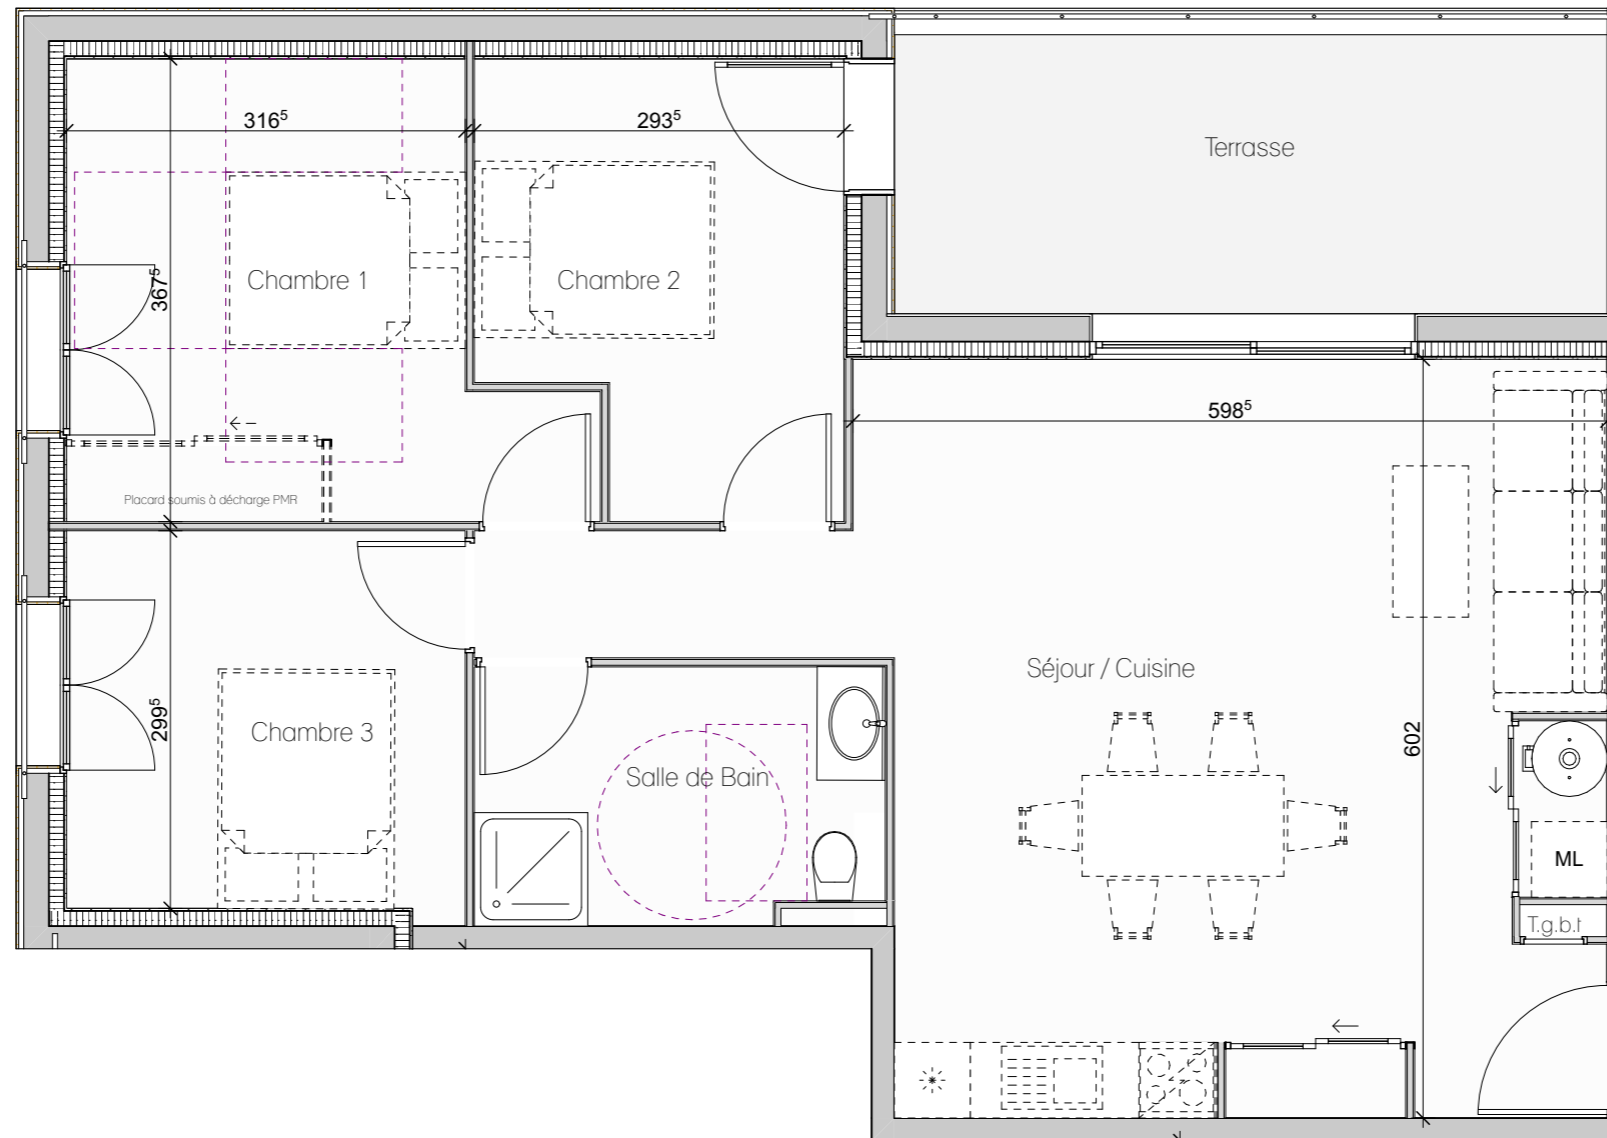 316⁵
293⁵
Terrasse
Chambre 1
Chambre 2
367⁵
598⁵
Placard soumis à décharge PMR
Séjour / Cuisine
299⁵
Chambre 3
602
Salle de Bain
ML
T.g.b.t